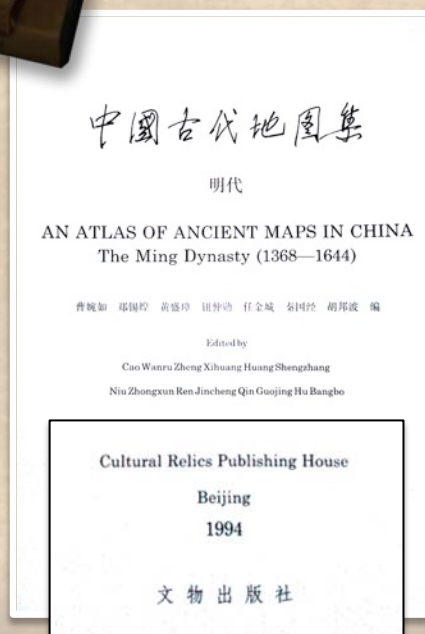 中國古代地图集
明代
AN ATLAS OF ANCIENT MAPS IN CHINA
The Ming Dynasty (1368—1644)
曹婉如 郑锡煌 黄盛璋 钮仲勋 任金城 秦国经 胡邦波 编
Edited by
Cao Wanru Zheng Xihuang Huang Shengzhang
Niu Zhongxun Ren Jincheng Qin Guojing Hu Bangbo
Cultural Relics Publishing House
Beijing
1994
文物出版社